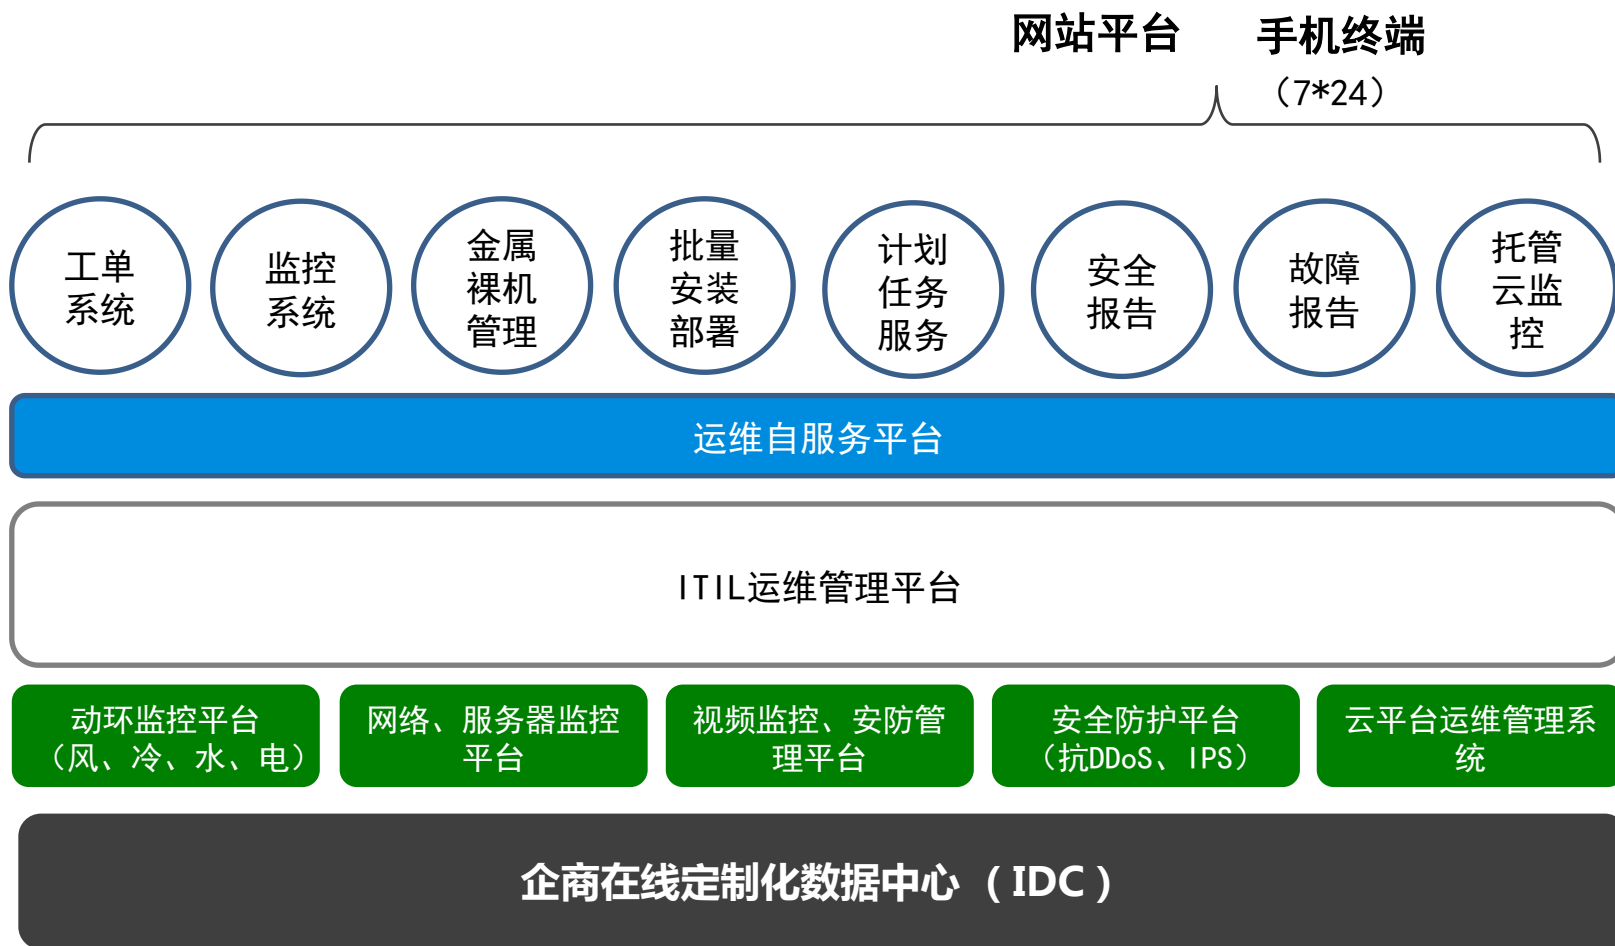 网站平台 手机终端
（7*24）
工单
系统
监控
系统
金属
裸机
管理
批量
安装
部署
计划
任务
服务
安全
报告
故障
报告
托管
云监
控
运维自服务平台
ITIL运维管理平台
动环监控平台
（风、冷、水、电）
网络、服务器监控
平台
视频监控、安防管
理平台
安全防护平台
（抗DDoS、IPS）
云平台运维管理系
统
企商在线定制化数据中心（IDC）